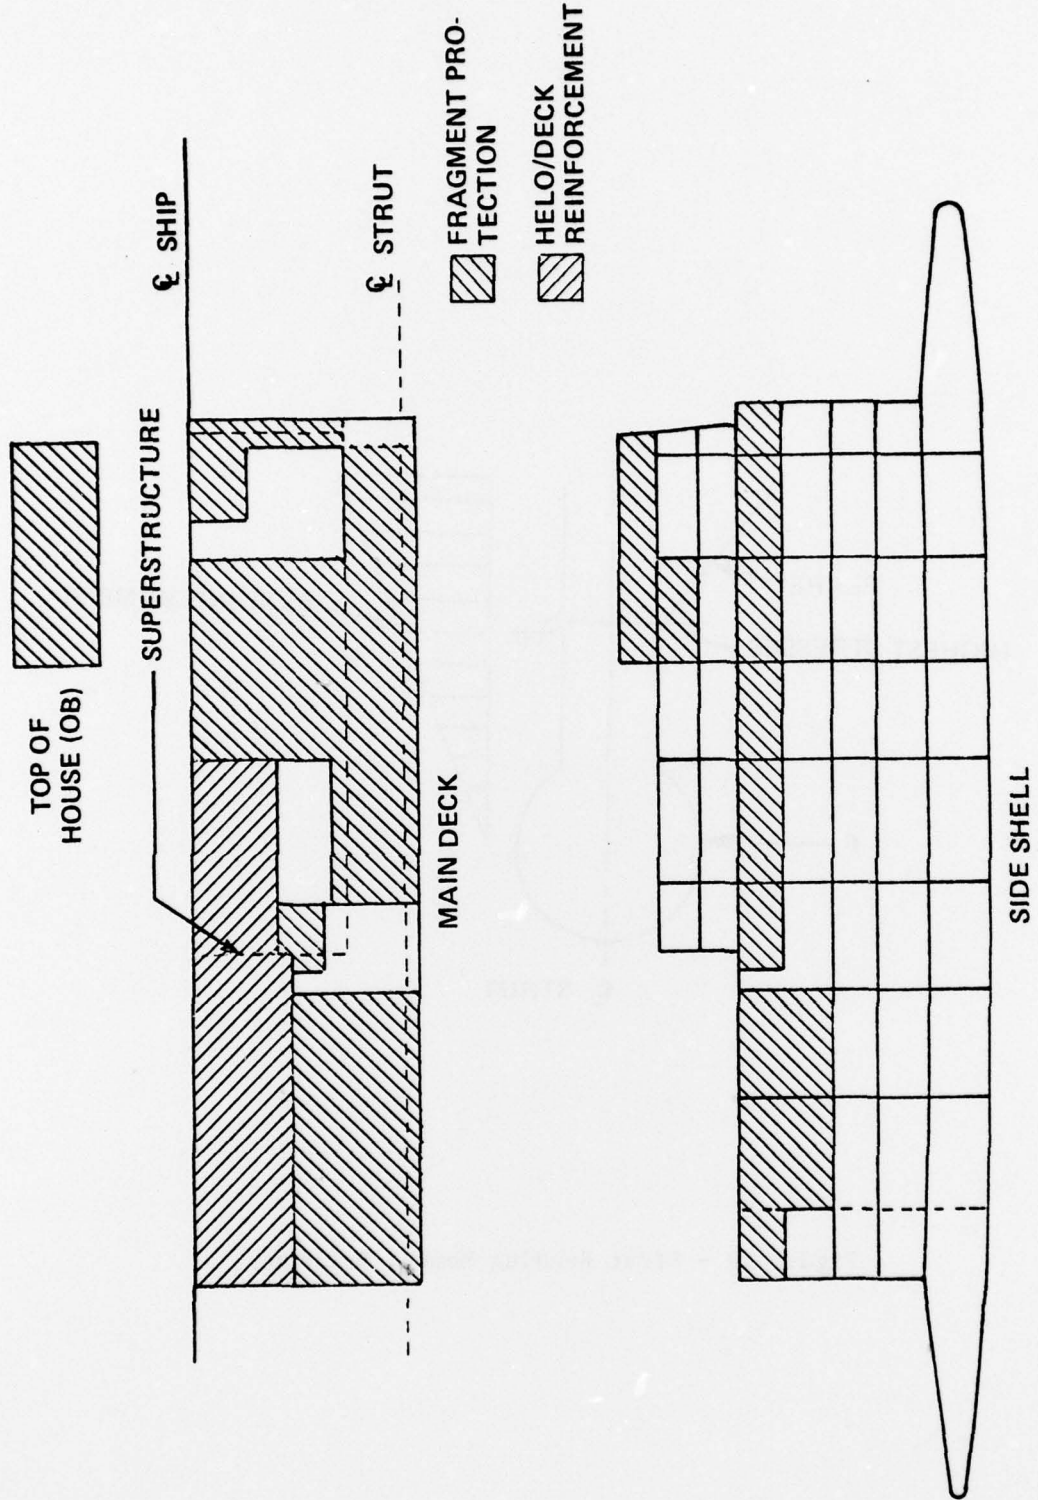 TOP OF
HOUSE (OB)
SUPERSTRUCTURE
℄ SHIP
℄ STRUT
MAIN DECK
FRAGMENT PRO-
TECTION
HELO/DECK
REINFORCEMENT
SIDE SHELL